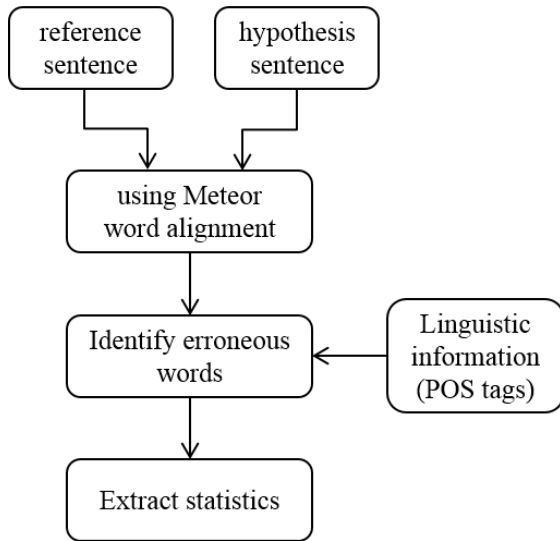 reference
sentence
hypothesis
sentence
using Meteor
word alignment
Identify erroneous
words
Linguistic
information
(POS tags)
Extract statistics